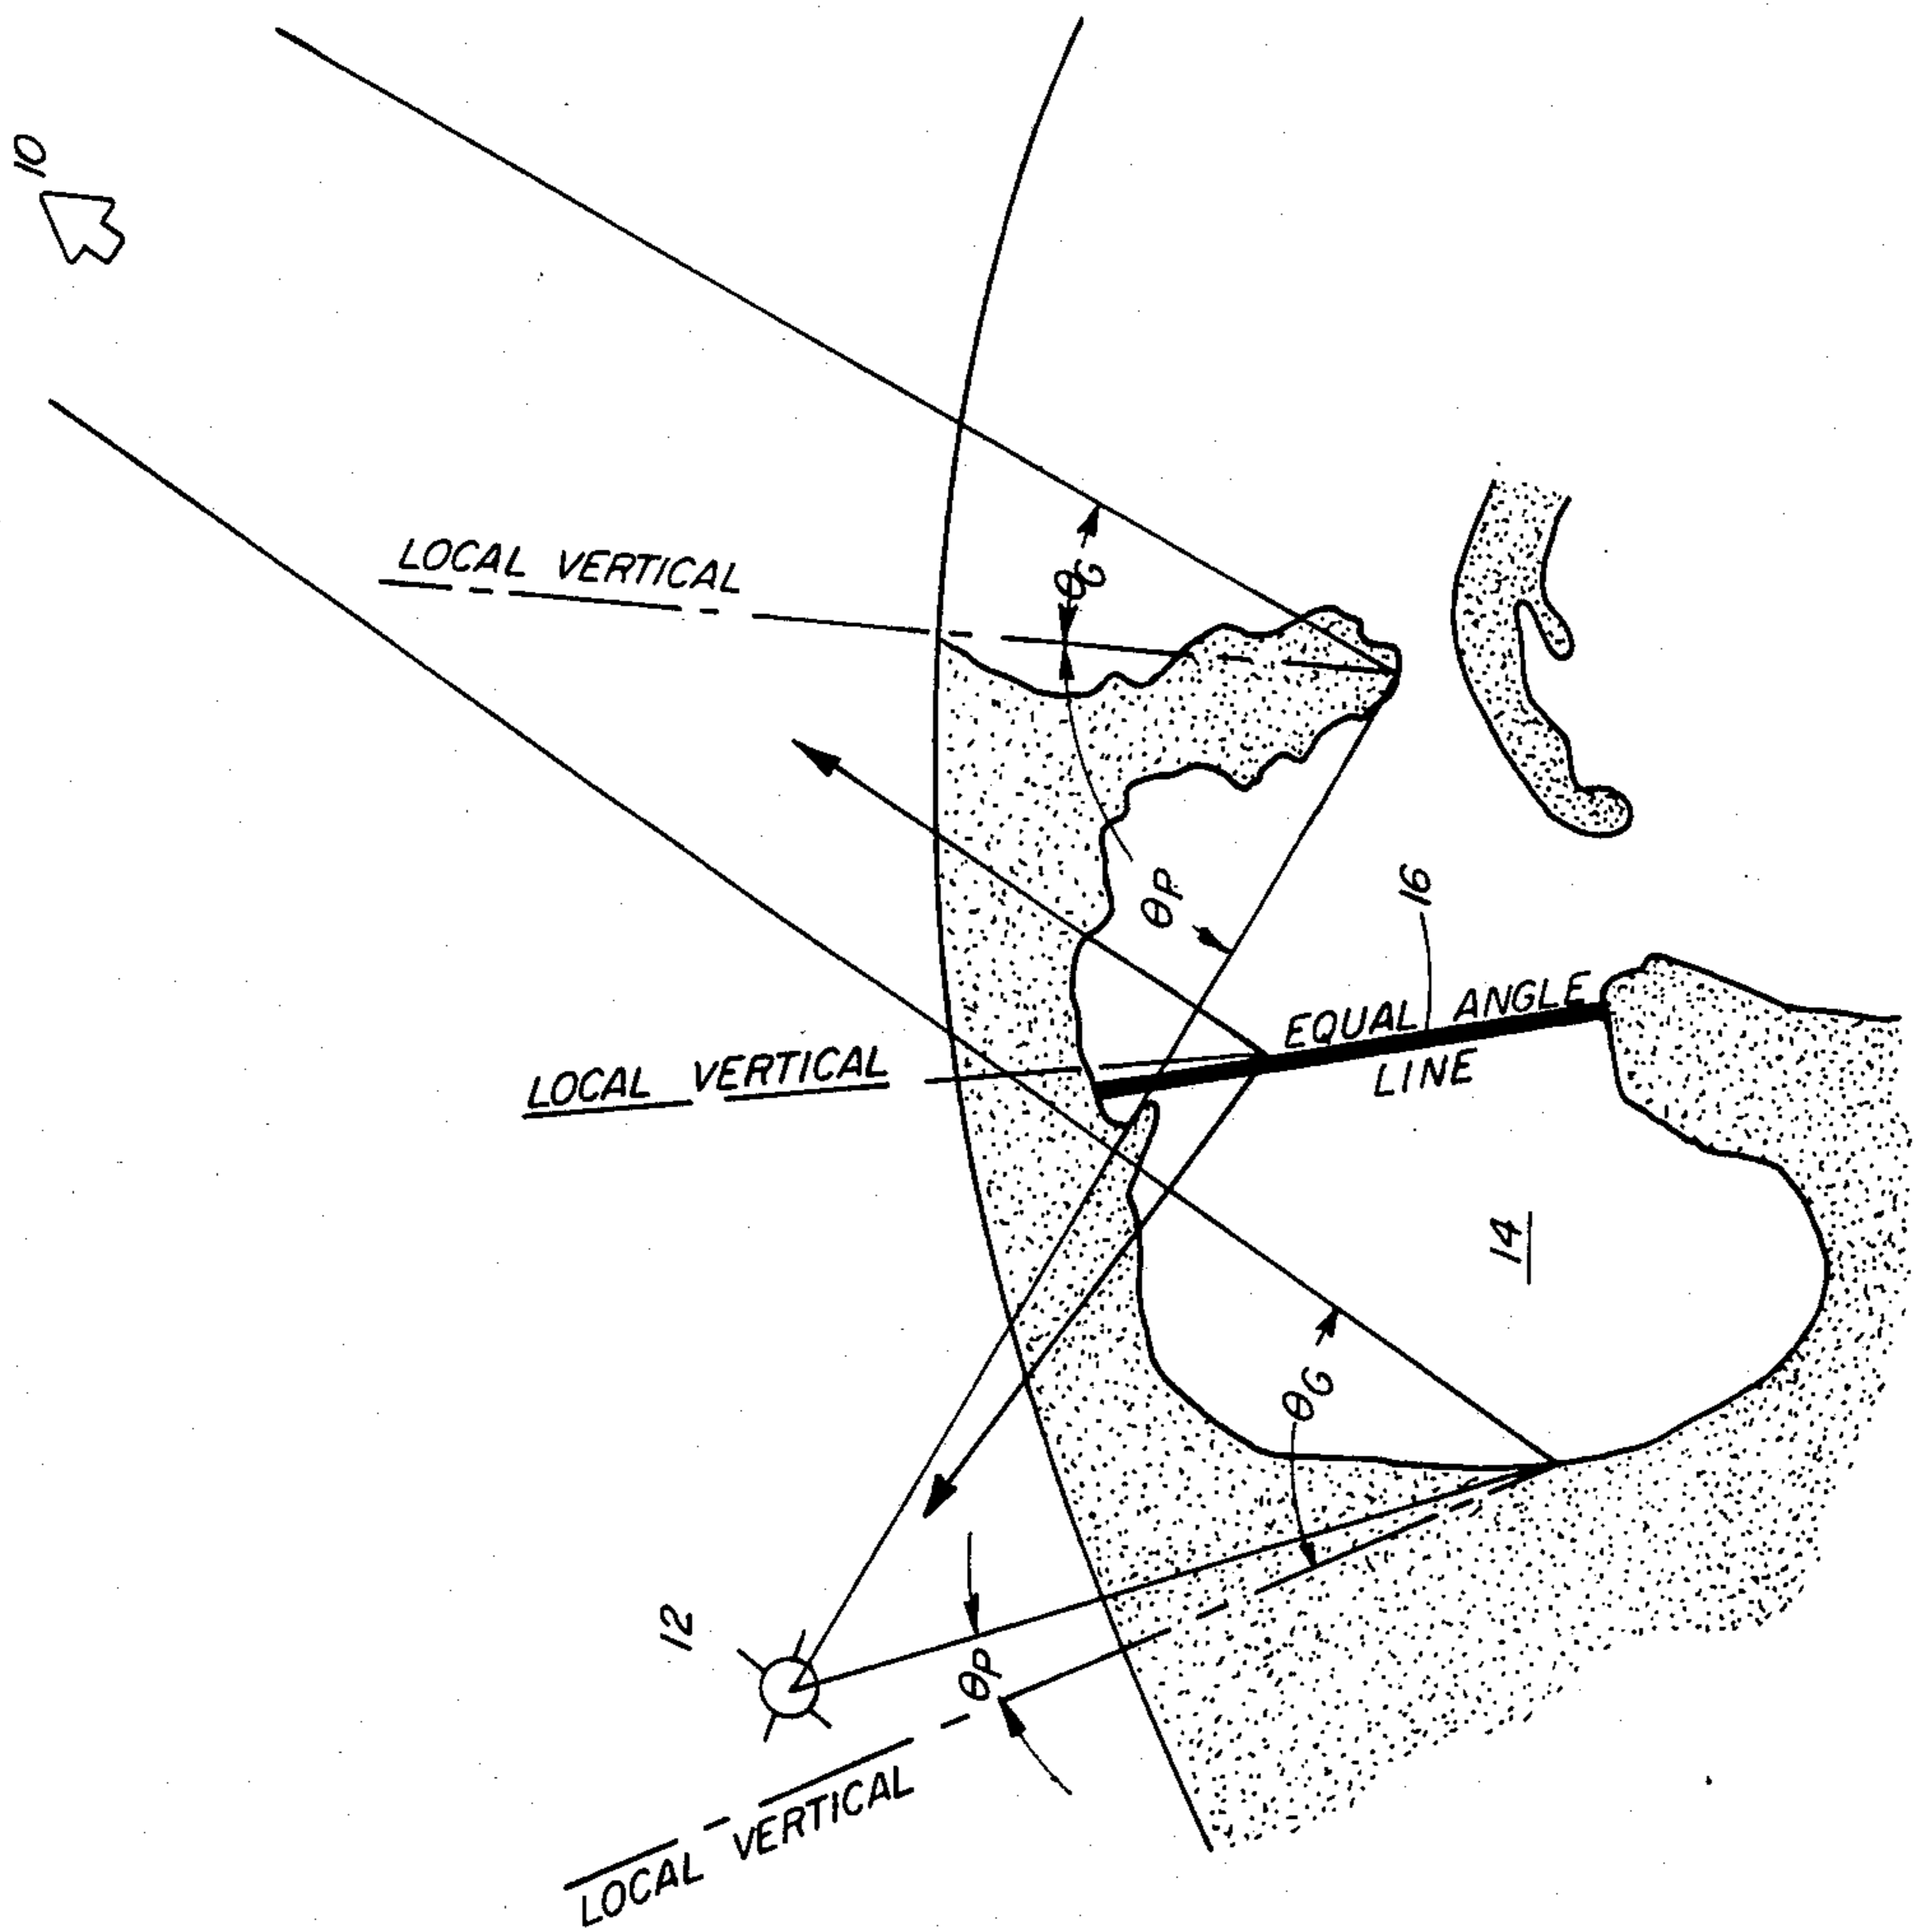 10
LOCAL VERTICAL
θG
θP
16
EQUAL ANGLE
LINE
LOCAL VERTICAL
14
θG
12
θP
LOCAL VERTICAL